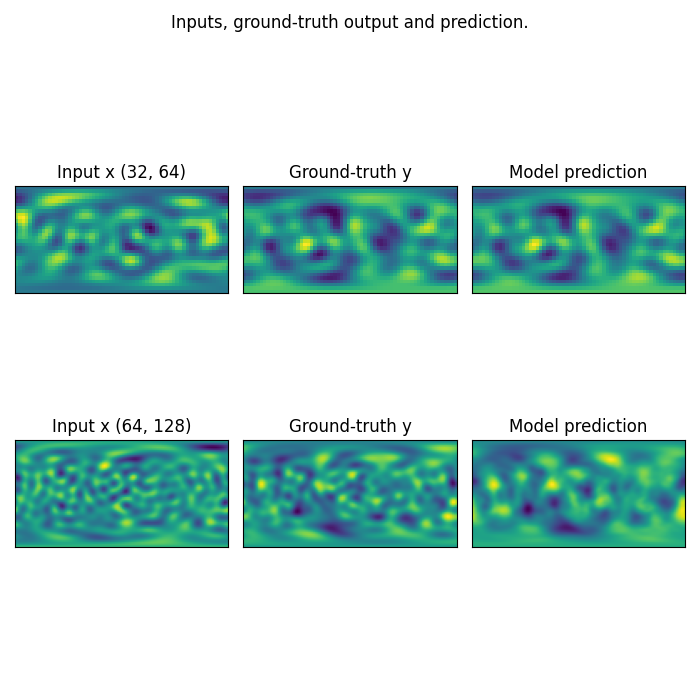 Inputs, ground-truth output and prediction.
Input x (32, 64)
Ground-truth y
Model prediction
Input x (64, 128)
Ground-truth y
Model prediction